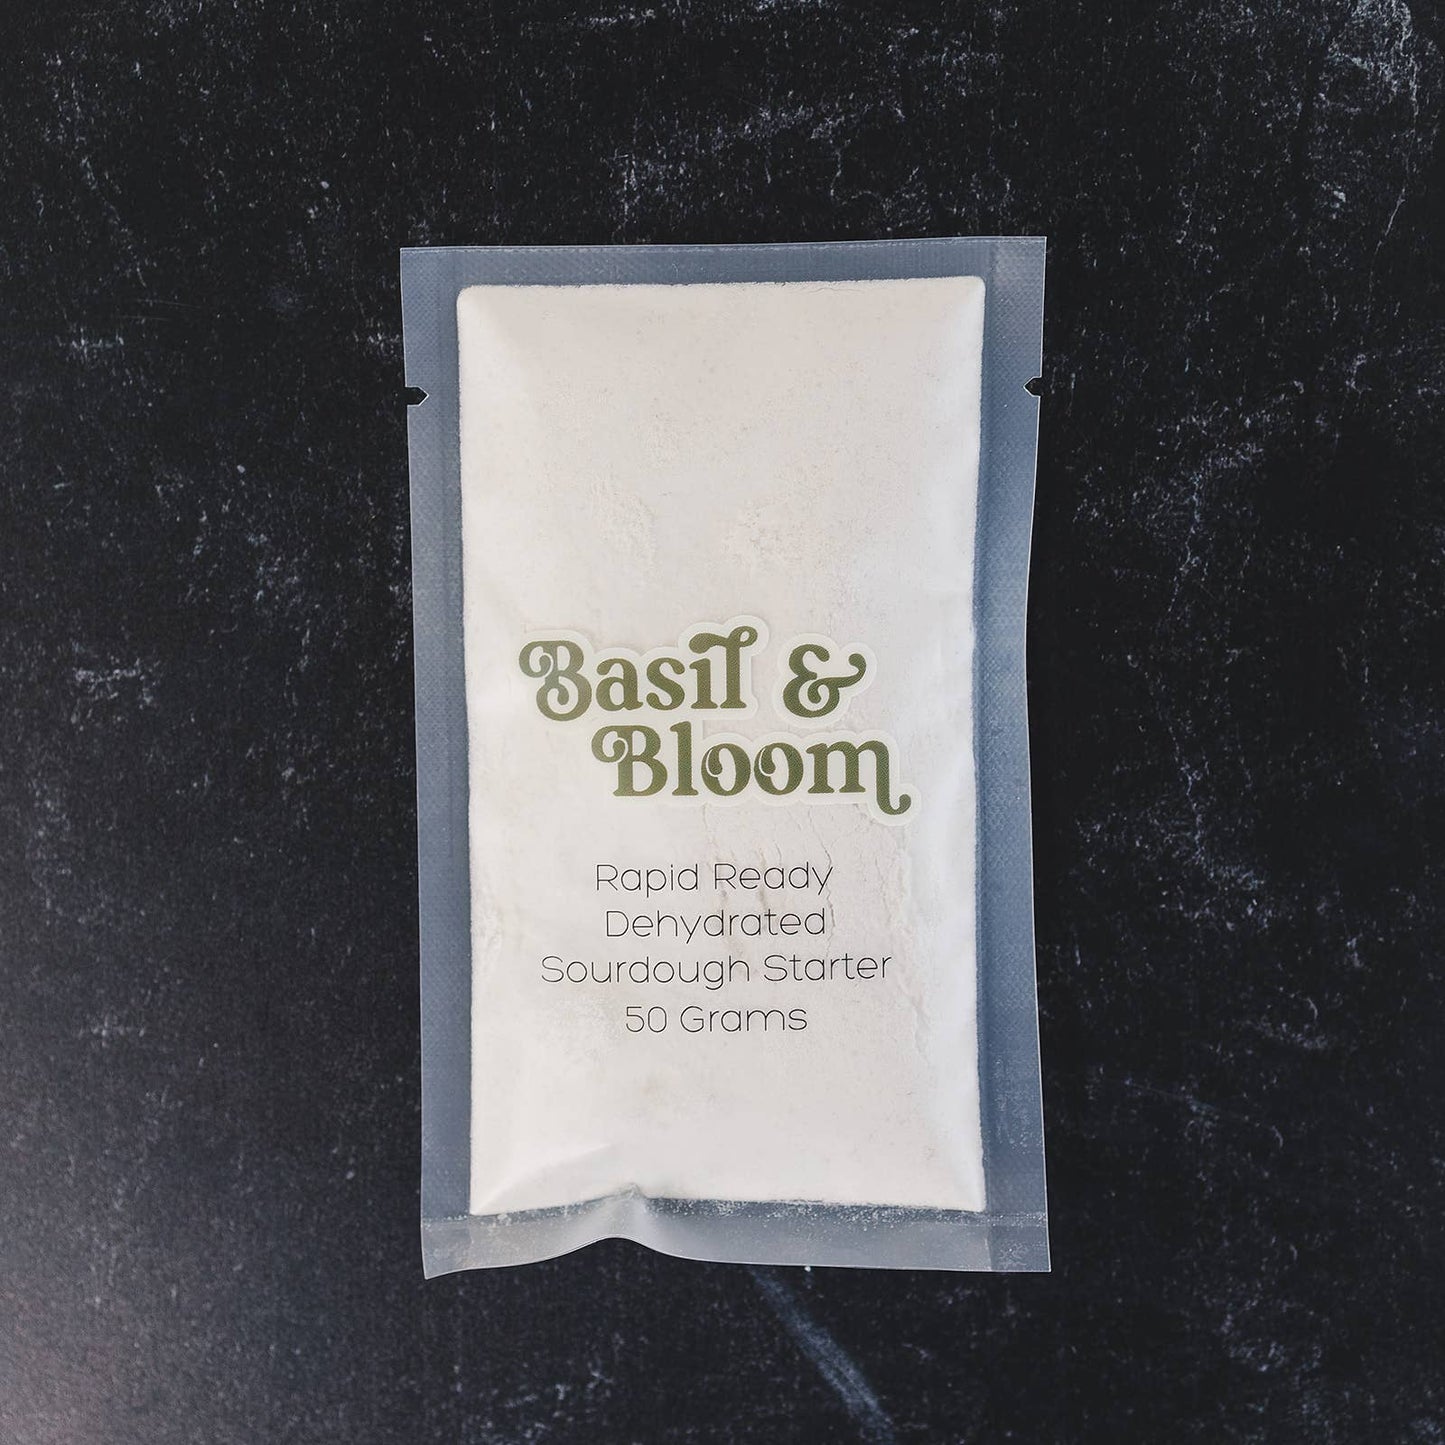 Basil &
Bloom
Rapid Ready
Dehydrated
Sourdough Starter
50 Grams